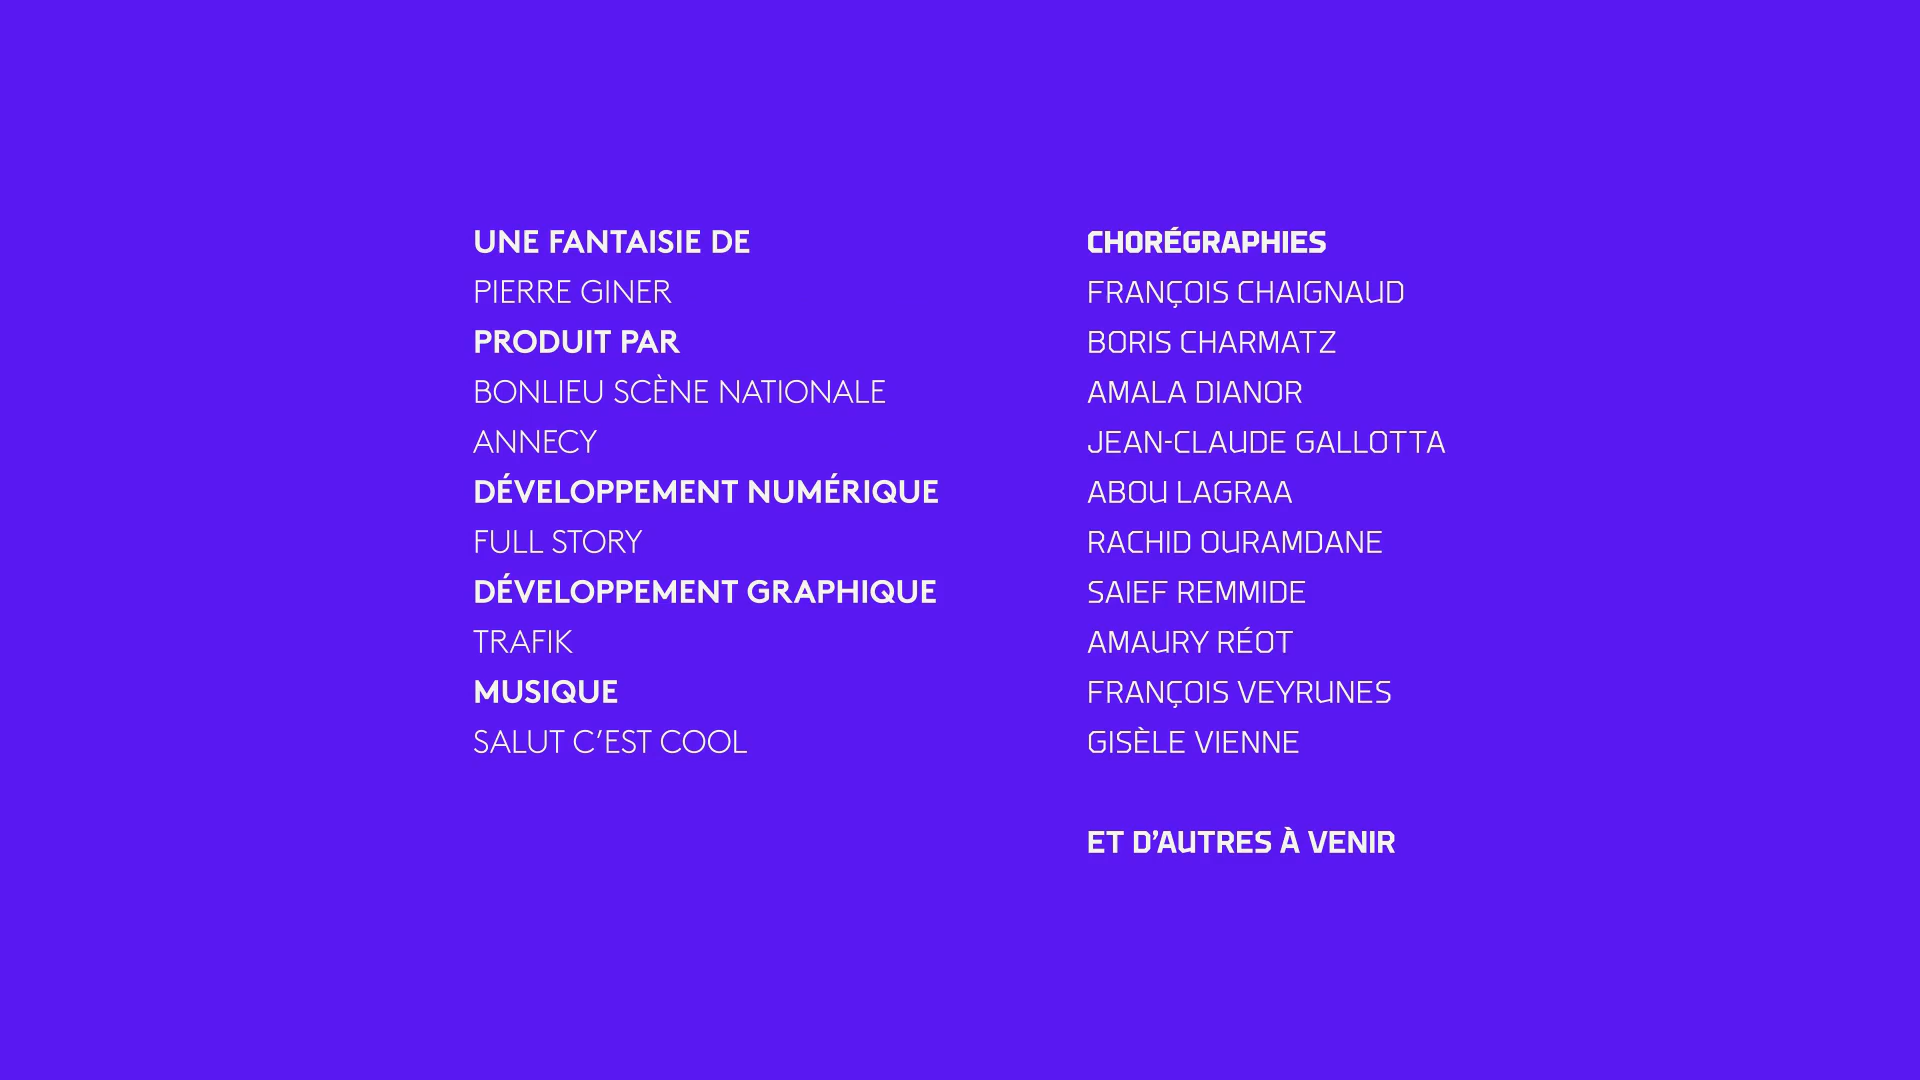 UNE FANTAISIE DE
PIERRE GINER
PRODUIT PAR
BONLIEU SCÈNE NATIONALE
ANNECY
DÉVELOPPEMENT NUMÉRIQUE
FULL STORY
DÉVELOPPEMENT GRAPHIQUE
TRAFIK
MUSIQUE
SALUT C’EST COOL
CHORÉGRAPHIES
FRANÇOIS CHAIGNAUD
BORIS CHARMATZ
AMALA DIANOR
JEAN-CLAUDE GALLOTTA
ABOU LAGRAA
RACHID OURAMDANE
SAIEF REMMIDE
AMAURY RÉOT
FRANÇOIS VEYRUNES
GISÈLE VIENNE
ET D’AUTRES À VENIR